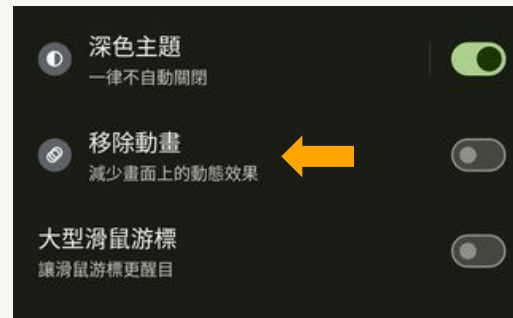 深色主題
一律不自動關閉
移除動畫
減少畫面上的動態效果
大型滑鼠游標
讓滑鼠游標更醒目